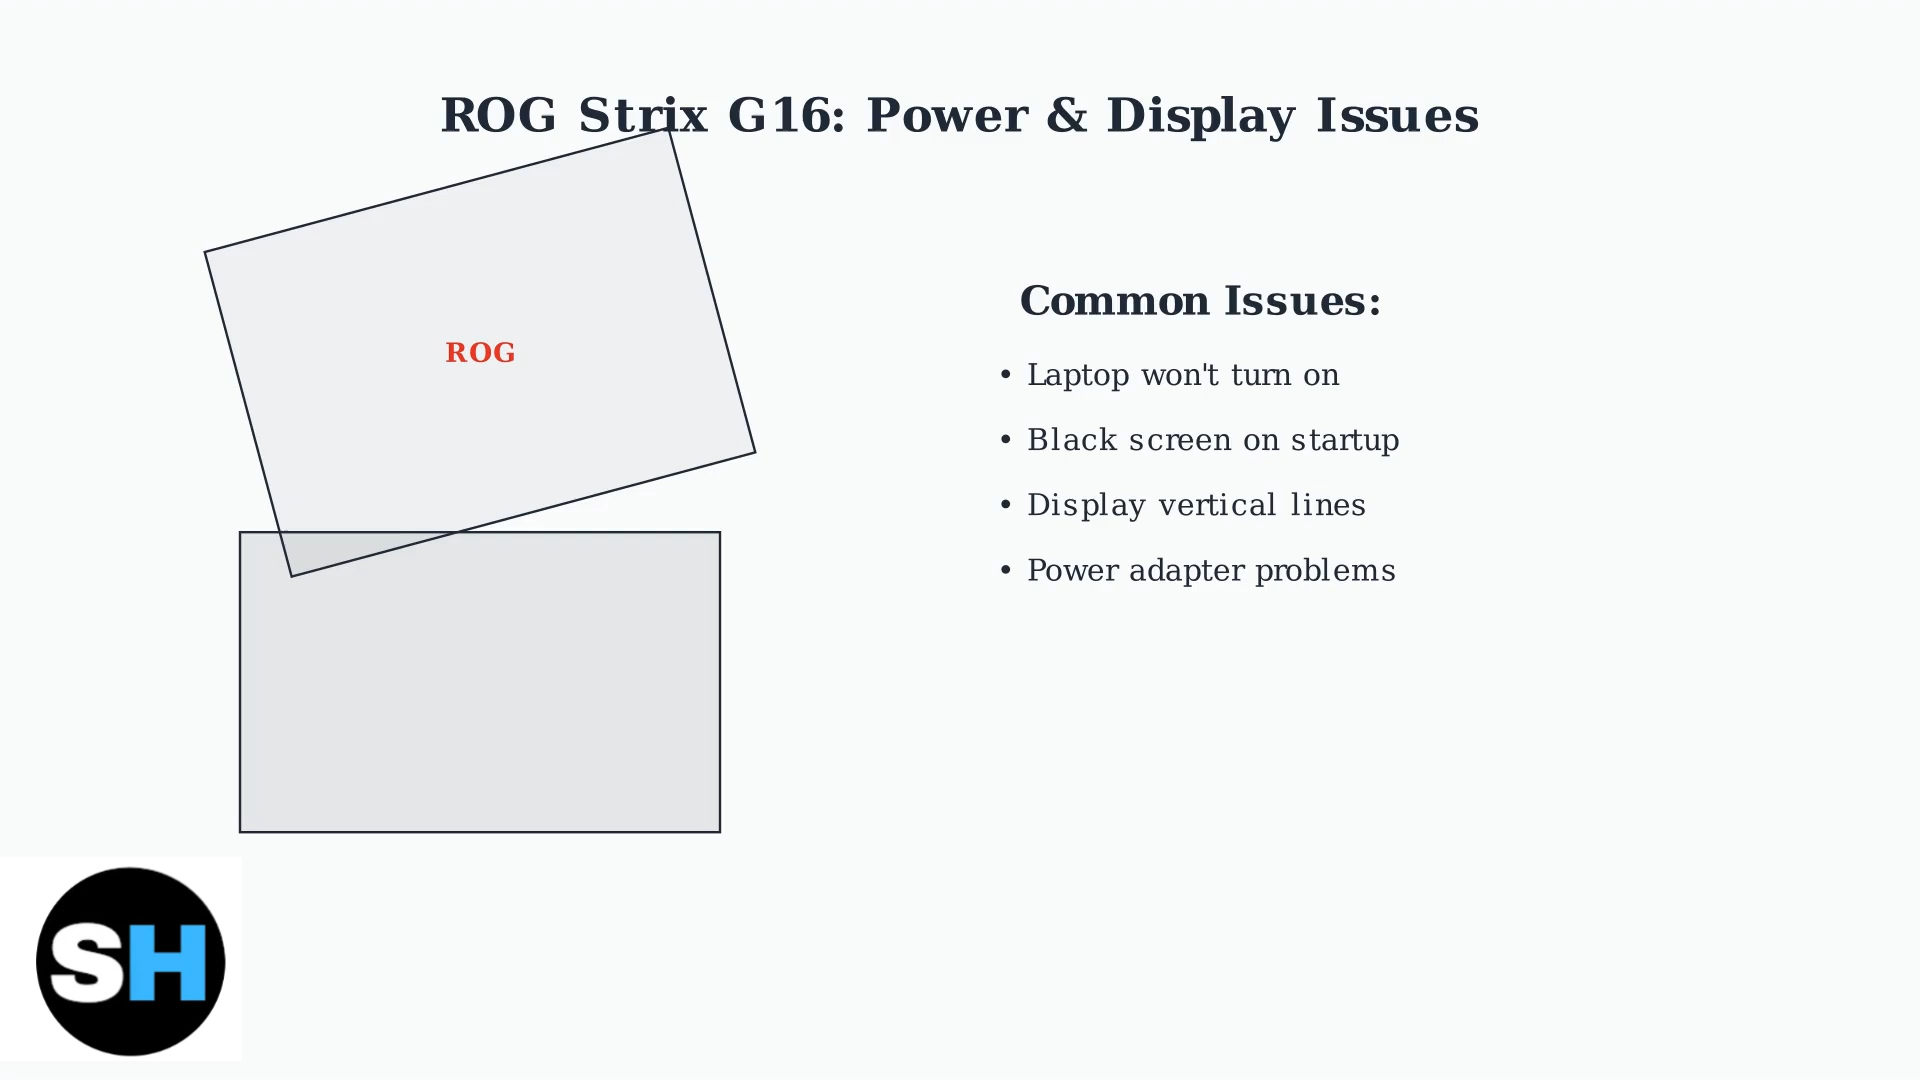 ROG Strix G16: Power & Display Issues
ROG
Common Issues:
• Laptop won't turn on
• Black screen on startup
• Display vertical lines
• Power adapter problems
SH